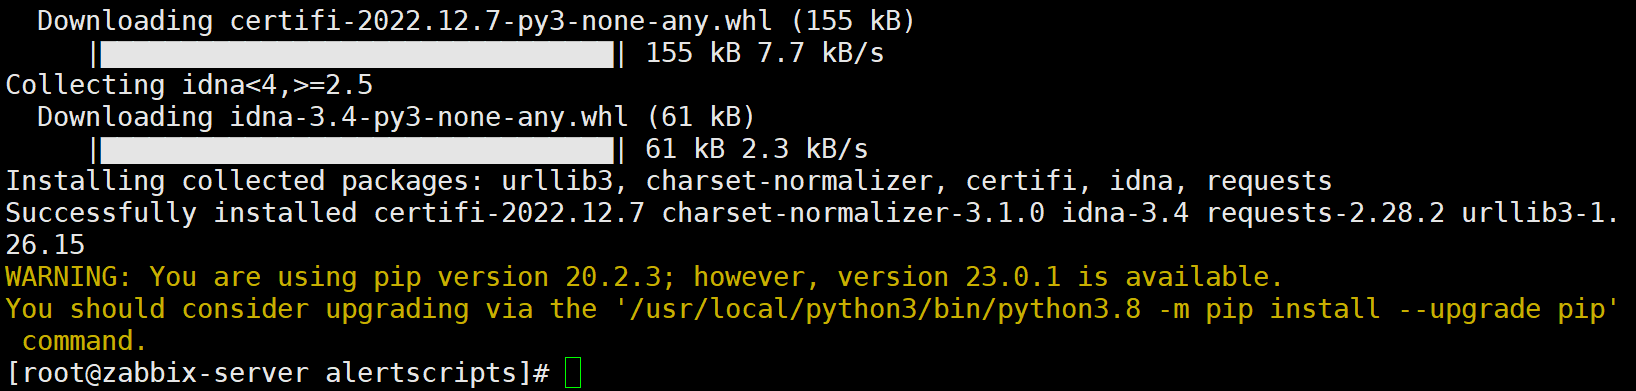 Downloading certifi-2022.12.7-py3-none-any.whl (155 kB)
|████████████████████████████████| 155 kB 7.7 kB/s
Collecting idna<4,>=2.5
Downloading idna-3.4-py3-none-any.whl (61 kB)
|████████████████████████████████| 61 kB 2.3 kB/s
Installing collected packages: urllib3, charset-normalizer, certifi, idna, requests
Successfully installed certifi-2022.12.7 charset-normalizer-3.1.0 idna-3.4 requests-2.28.2 urllib3-1.
26.15
WARNING: You are using pip version 20.2.3; however, version 23.0.1 is available.
You should consider upgrading via the '/usr/local/python3/bin/python3.8 -m pip install --upgrade pip'
command.
[root@zabbix-server alertscripts]#